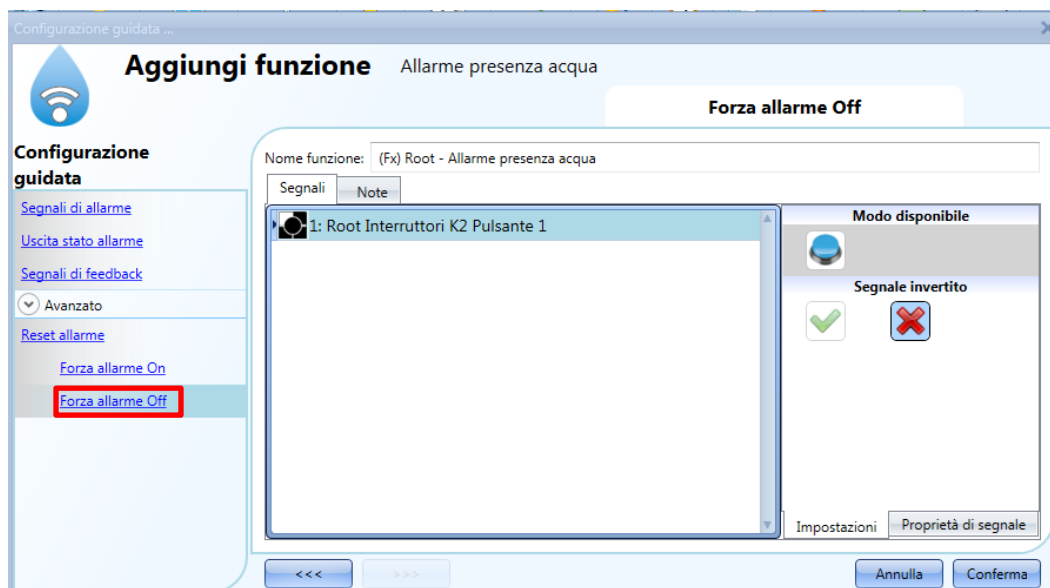 Configurazione guidata ...
Aggiungi funzione Allarme presenza acqua
Forza allarme Off
Configurazione
guidata
Segnali di allarme
Uscita stato allarme
Segnali di feedback
Avanzato
Reset allarme
Forza allarme On
Forza allarme Off
Nome funzione: (Fx) Root - Allarme presenza acqua
Segnali Note
1: Root Interruttori K2 Pulsante 1
Modo disponibile
Segnale invertito
Impostazioni Proprietà di segnale
<<< >>> Annulla Conferma